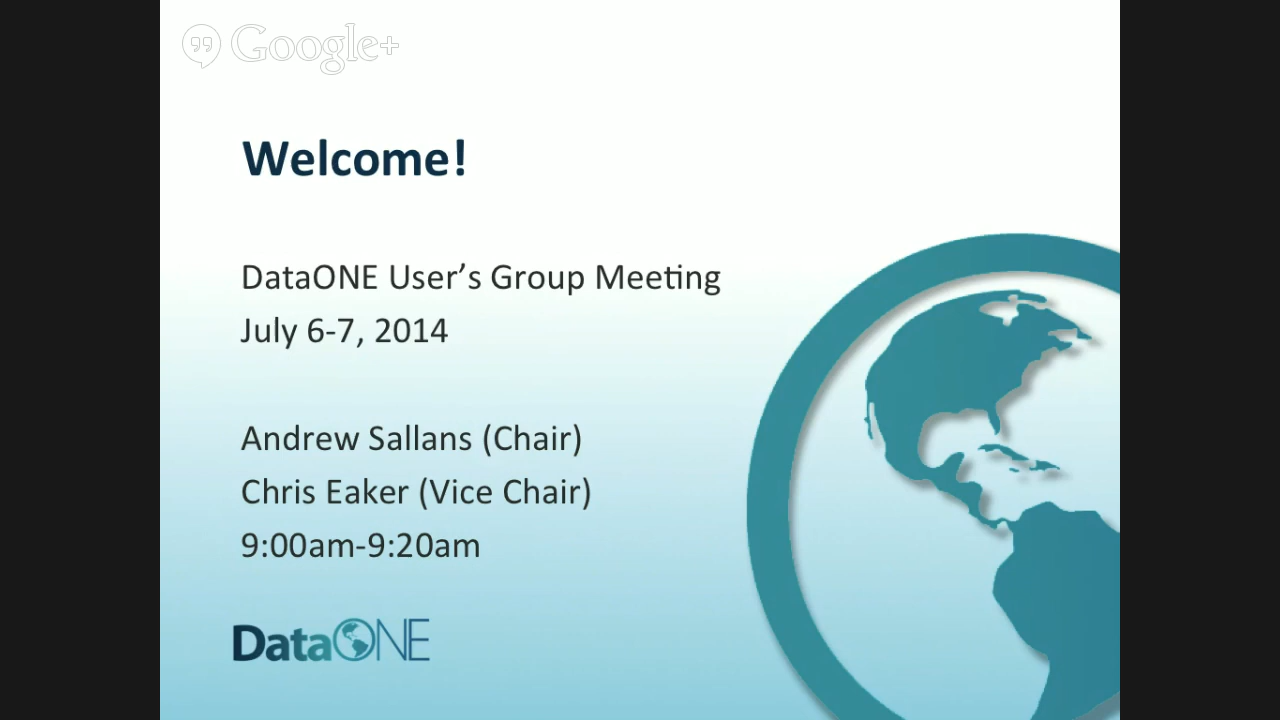 Google+
Welcome!
DataONE User’s Group Meeting
July 6-7, 2014
Andrew Sallans (Chair)
Chris Eaker (Vice Chair)
9:00am-9:20am
DataONE